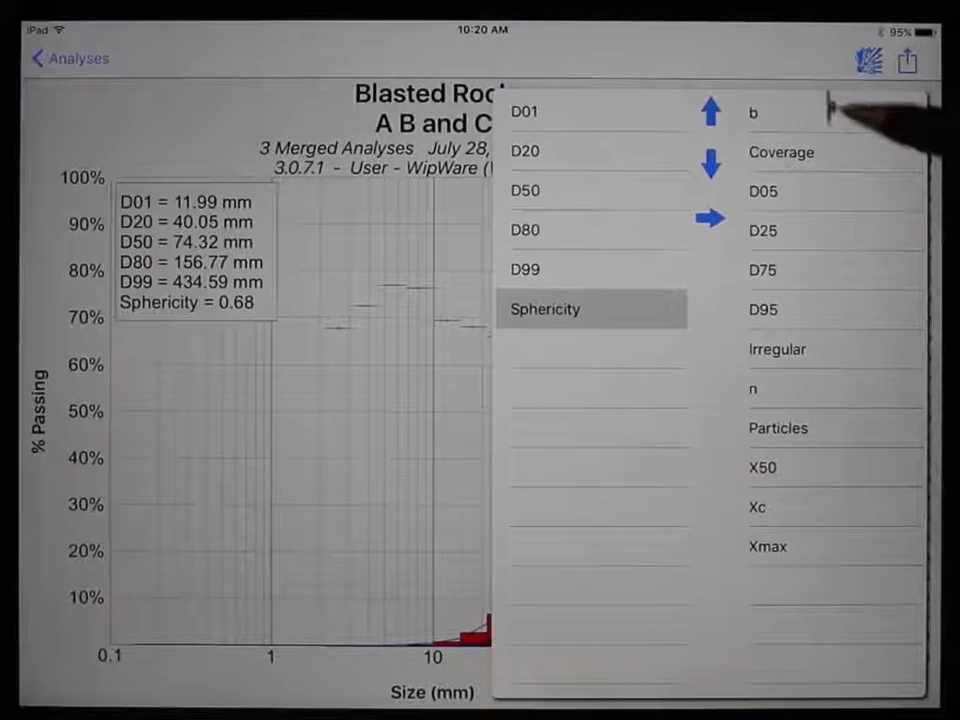 iPad
10:20 AM
95%
Analyses
Blasted Roc
A B and C
3 Merged Analyses July 28,
3.0.7.1 - User - WipWare (
D01 = 11.99 mm
D20 = 40.05 mm
D50 = 74.32 mm
D80 = 156.77 mm
D99 = 434.59 mm
Sphericity = 0.68
100%
90%
80%
70%
60%
50%
40%
30%
20%
10%
% Passing
0.1
1
10
Size (mm)
D01
D20
D50
D80
D99
Sphericity
b
Coverage
D05
D25
D75
D95
Irregular
n
Particles
X50
Xc
Xmax